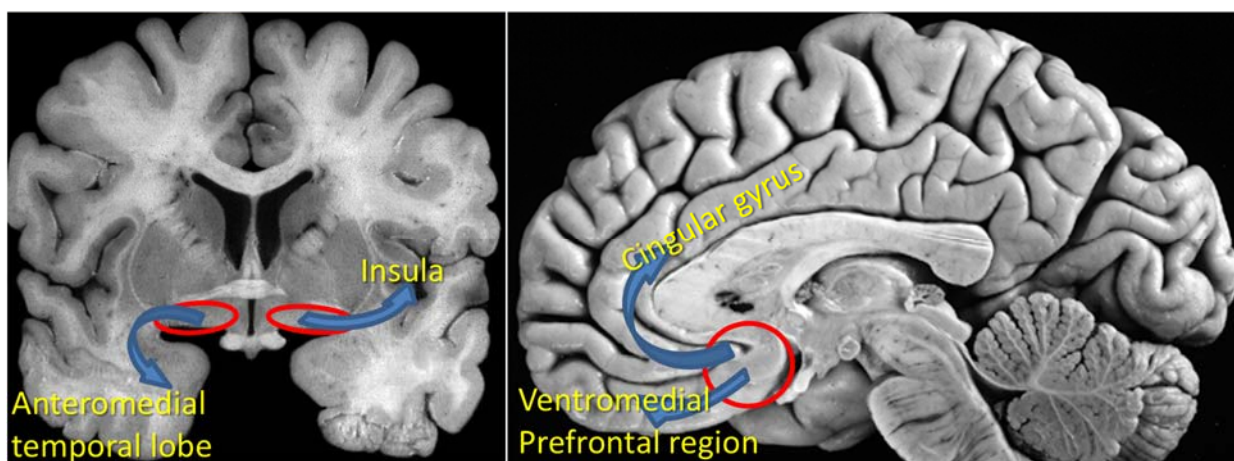 Insula
Anteromedial
temporal lobe
Cingular gyrus
Ventromedial
Prefrontal region